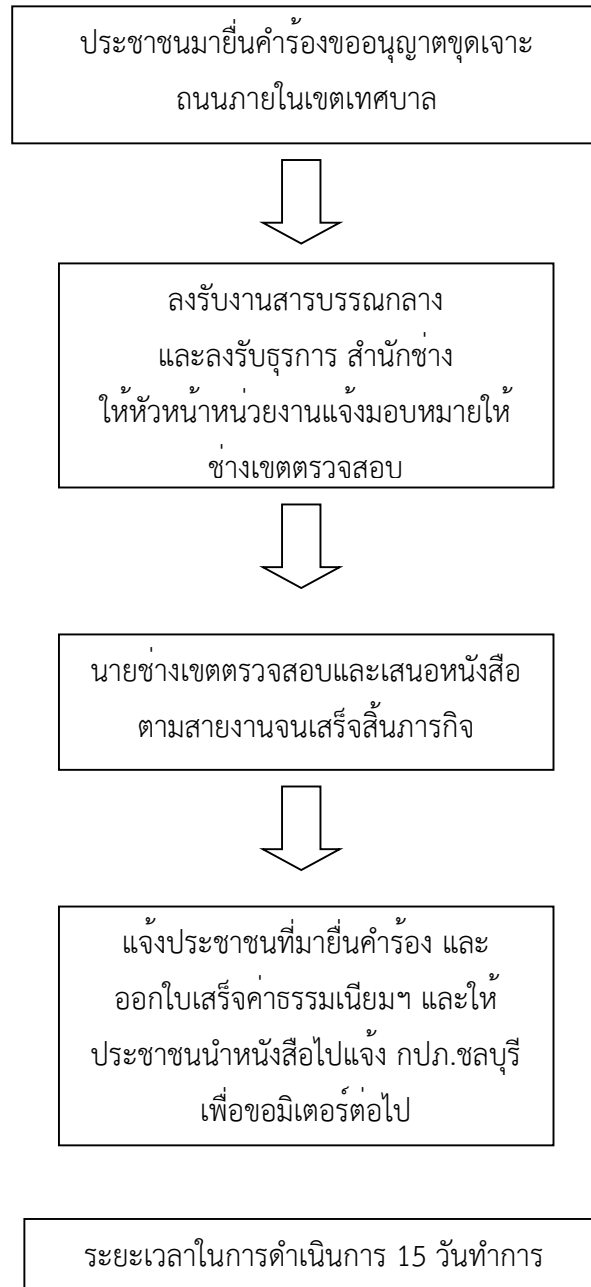 ประชาชนมายื่นคำร้องขออนุญาตขุดเจาะ
ถนนภายในเขตเทศบาล
ลงรับงานสารบรรณกลาง
และลงรับธุรการ สำนักช่าง
ให้หัวหน้าหน่วยงานแจ้งมอบหมายให้
ช่างเขตตรวจสอบ
นายช่างเขตตรวจสอบและเสนอหนังสือ
ตามสายงานจนเสร็จสิ้นภารกิจ
แจ้งประชาชนที่มายื่นคำร้อง และ
ออกใบเสร็จค่าธรรมเนียมฯ และให้
ประชาชนนำหนังสือไปแจ้ง กปภ.ชลบุรี
เพื่อขอมิเตอร์ต่อไป
ระยะเวลาในการดำเนินการ 15 วันทำการ